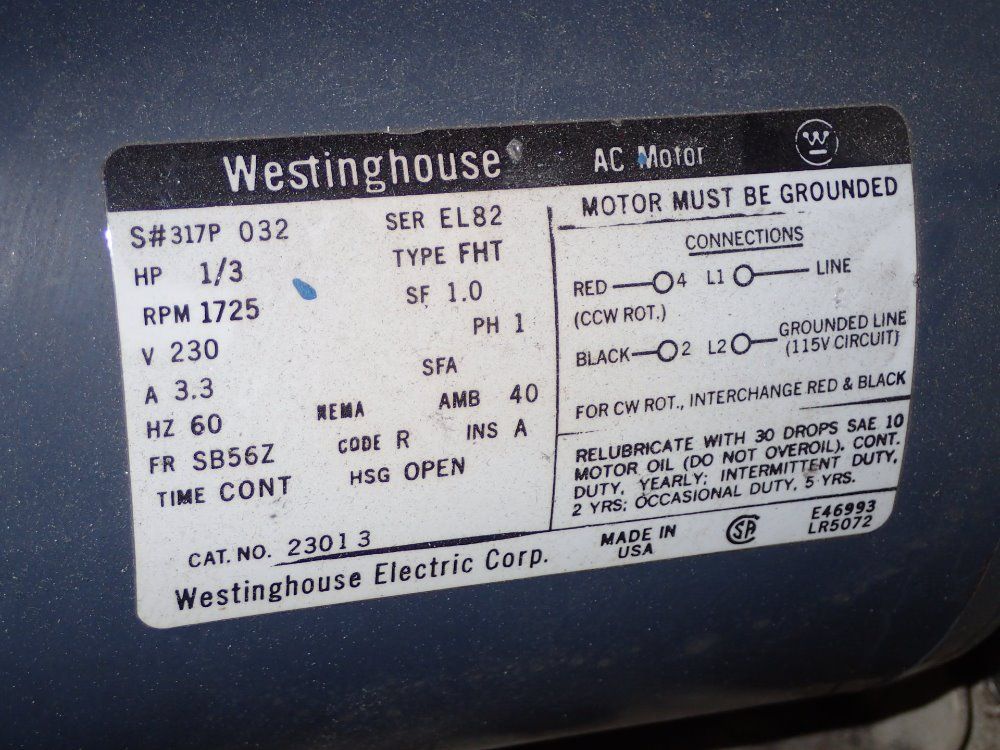 Westinghouse AC Motor
S#317P 032 SER EL82
HP 1/3 TYPE FHT
RPM 1725 SF 1.0
V 230 PH 1
A 3.3 SFA
HZ 60 NEMA AMB 40
FR SB56Z CODE R INS A
TIME CONT HSG OPEN
MOTOR MUST BE GROUNDED
CONNECTIONS
RED 4 L1 LINE
(CCW ROT.)
BLACK 2 L2 GROUNDED LINE
(115V CIRCUIT)
FOR CW ROT., INTERCHANGE RED & BLACK
RELUBRICATE WITH 30 DROPS SAE 10
MOTOR OIL (DO NOT OVEROIL). CONT.
DUTY, YEARLY; INTERMITTENT DUTY,
2 YRS; OCCASIONAL DUTY, 5 YRS.
CAT. NO. 2301 3
Westinghouse Electric Corp.
MADE IN
USA
SA
E46993
LR5072